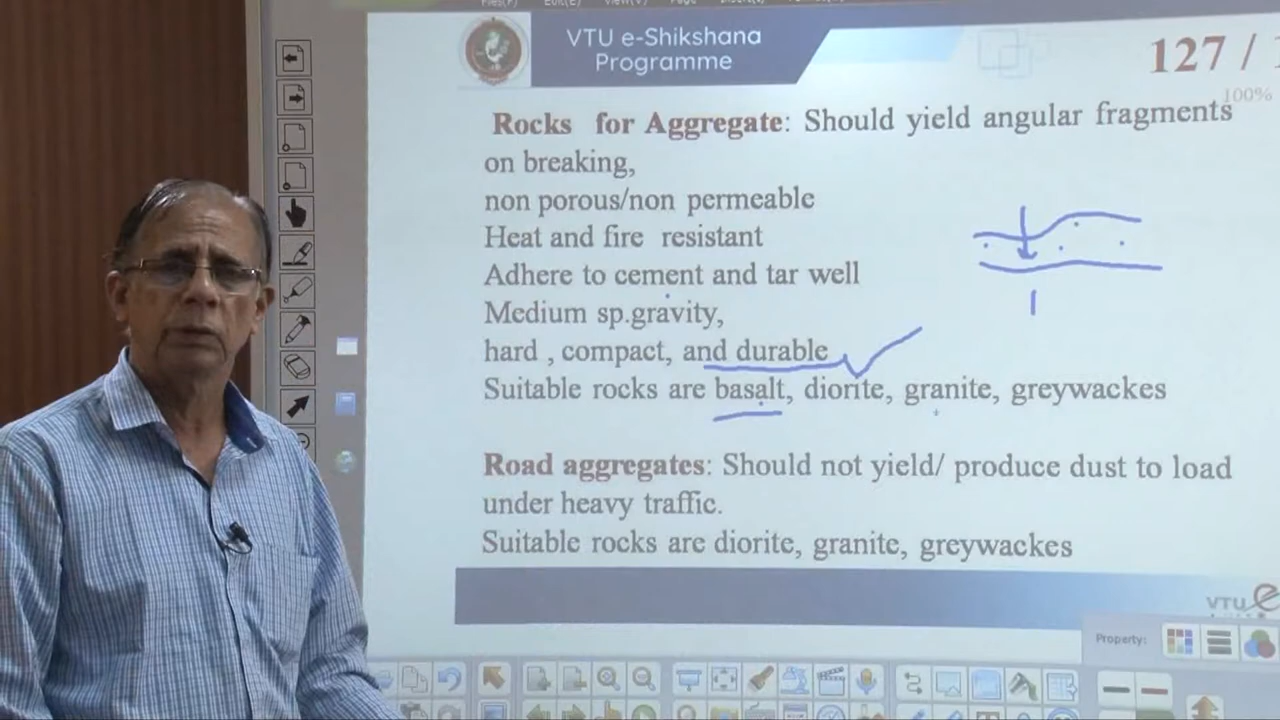 VTU e-Shikshana
Programme
127 /
100%
Rocks for Aggregate: Should yield angular fragments
on breaking,
non porous/non permeable
Heat and fire resistant
Adhere to cement and tar well
Medium sp.gravity,
hard , compact, and durable
Suitable rocks are basalt, diorite, granite, greywackes
Road aggregates: Should not yield/ produce dust to load
under heavy traffic.
Suitable rocks are diorite, granite, greywackes
VTU e
Property: